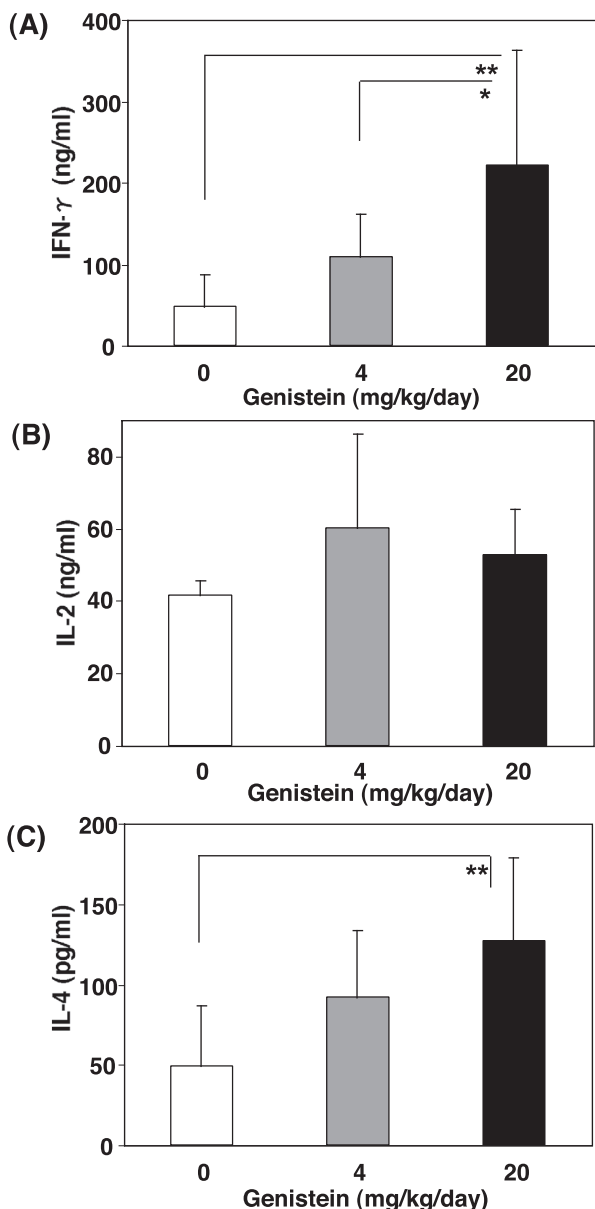 (A)
400
300
200
100
0
IFN-γ (ng/ml)
**
*
0 4 20
Genistein (mg/kg/day)
(B)
80
60
40
20
0
IL-2 (ng/ml)
0 4 20
Genistein (mg/kg/day)
(C)
200
150
100
50
0
IL-4 (pg/ml)
**
0 4 20
Genistein (mg/kg/day)